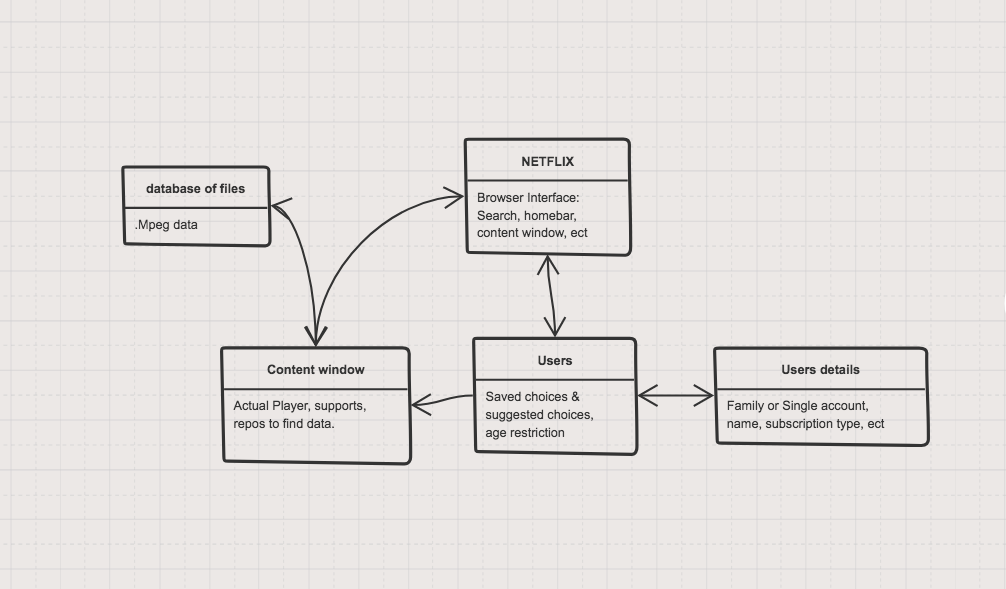 database of files
.Mpeg data
NETFLIX
Browser Interface:
Search, homebar,
content window, ect
Content window
Actual Player, supports,
repos to find data.
Users
Saved choices &
suggested choices,
age restriction
Users details
Family or Single account,
name, subscription type, ect